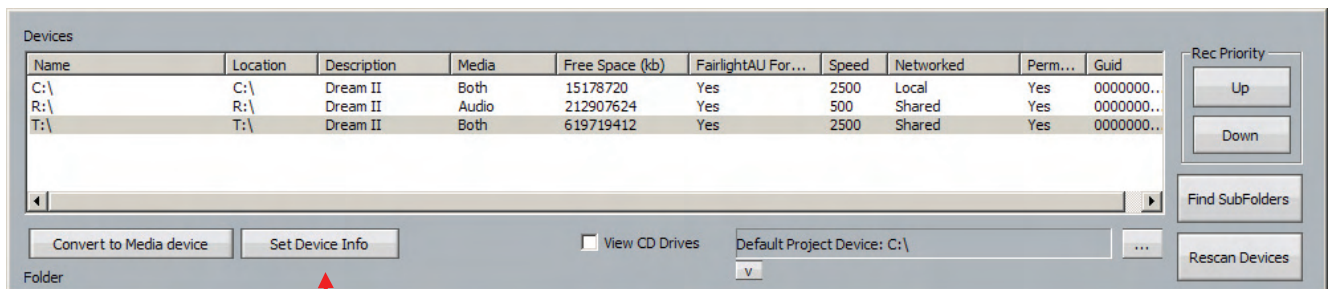 Devices
Name Location Description Media Free Space (kb) FairlightAU For... Speed Networked Perm... Guid
C:\ C:\ Dream II Both 15178720 Yes 2500 Local Yes 0000000...
R:\ R:\ Dream II Audio 212907624 Yes 500 Shared Yes 0000000...
T:\ T:\ Dream II Both 619719412 Yes 2500 Shared Yes 0000000...
Rec Priority
Up
Down
Find SubFolders
Convert to Media device Set Device Info View CD Drives Default Project Device: C:\ ...
v
Rescan Devices
Folder